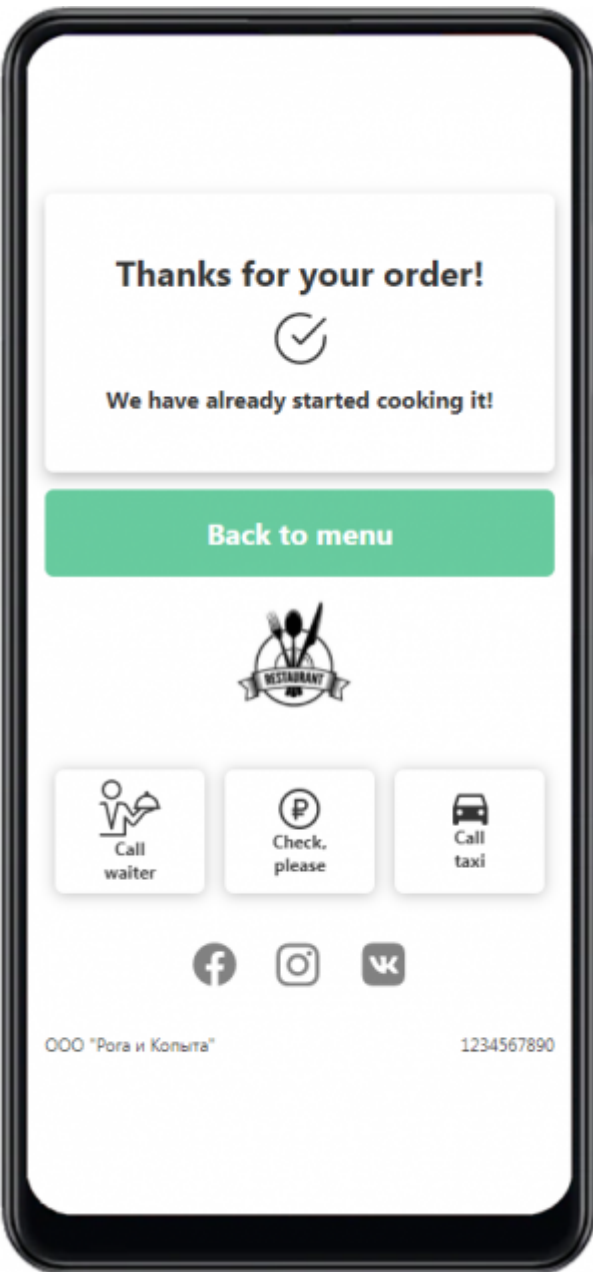 Thanks for your order!
We have already started cooking it!
Back to menu
RESTAURANT
Call
waiter
Check,
please
Call
taxi
ООО "Рога и Копыта"
1234567890